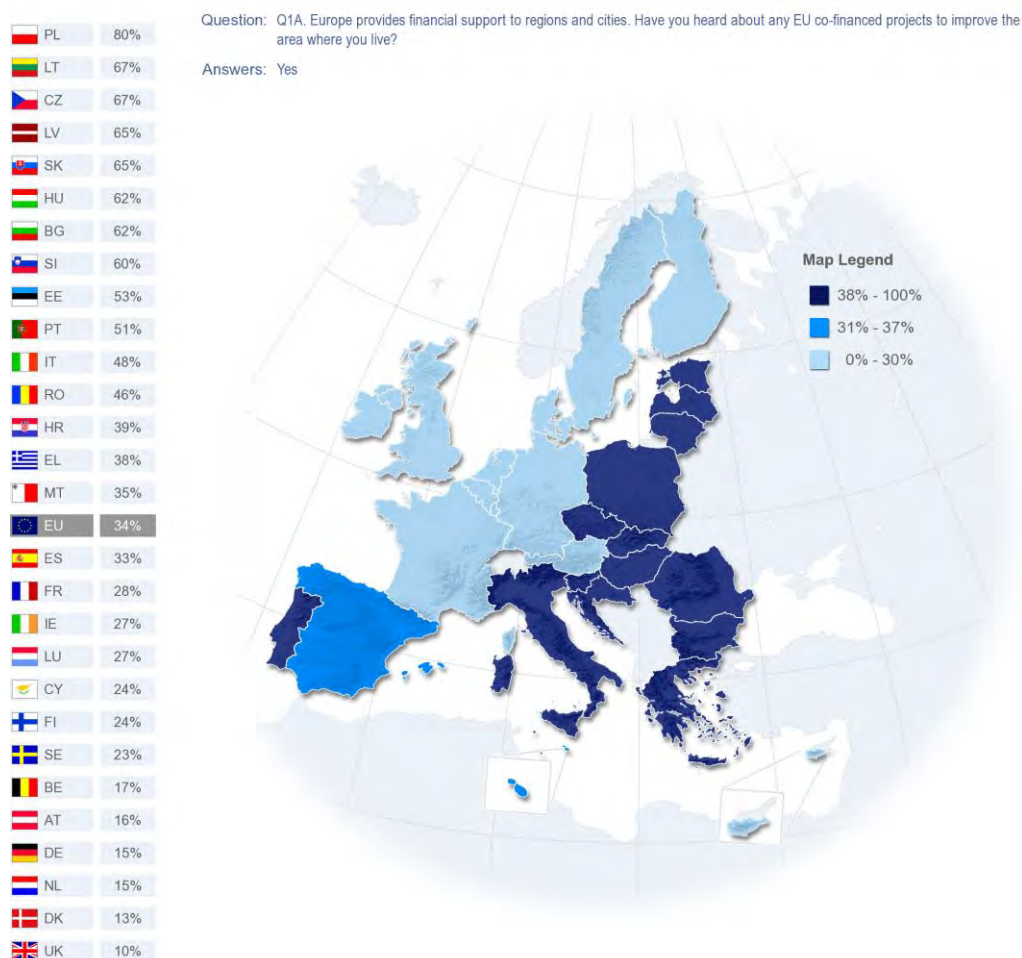 Question: Q1A. Europe provides financial support to regions and cities. Have you heard about any EU co-financed projects to improve the
area where you live?
Answers: Yes
PL 80%
LT 67%
CZ 67%
LV 65%
SK 65%
HU 62%
BG 62%
SI 60%
EE 53%
PT 51%
IT 48%
RO 46%
HR 39%
EL 38%
MT 35%
EU 34%
ES 33%
FR 28%
IE 27%
LU 27%
CY 24%
FI 24%
SE 23%
BE 17%
AT 16%
DE 15%
NL 15%
DK 13%
UK 10%
Map Legend
38% - 100%
31% - 37%
0% - 30%